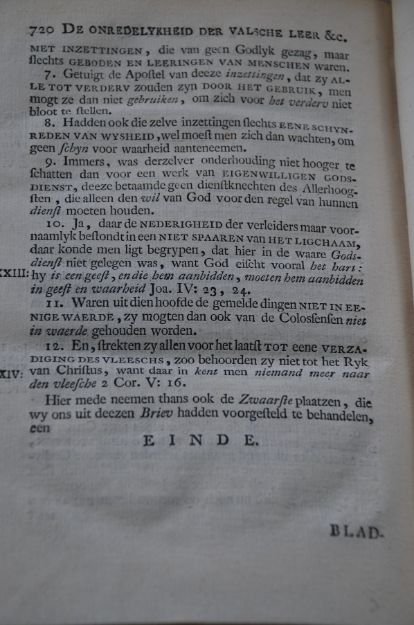 720 DE ONREDELYKHEID DER VALSCHE LEER &c.
MET INZETTINGEN, die van geen Godlyk gezag, maar
slechts GEBODEN EN LEERINGEN VAN MENSCHEN waren.
7. Getuigt de Apostel van deeze inzettingen, dat zy AL-
LE TOT VERDERV zouden zyn DOOR HET GEBRUIK, men
mogt ze dan niet gebruiken, om zich voor het verderv niet
bloot te stellen.
8. Hadden ook die zelve inzettingen slechts EENE SCHYN-
REDEN VAN WYSHEID, wel moest men zich dan wachten, om
geen schyn voor waarheid aanteneemen.
9. Immers, was derzelver onderhouding niet hooger te
schatten dan voor een werk van EIGENWILLIGEN GODS-
DIENST, deeze betaamde geen dienstknechten des Allerhoog-
sten, die alleen den wil van God voor den regel van hunnen
dienst moeten houden.
10. Ja, daar de NEDERIGHEID der verleiders maar voor-
naamlyk bestondt in een NIET SPAAREN VAN HET LIGCHAAM,
daar konde men ligt begrypen, dat hier in de waare Gods-
dienst niet gelegen was, want God eischt vooral het hart:
XXIII: hy is een geest, en die hem aanbidden, moeten hem aanbidden
in geest en waarheid Joa. IV: 23, 24.
11. Waren uit dien hoofde de gemelde dingen NIET IN EE-
NIGE WAERDE, zy mogten dan ook van de Colossensen niet
in waerde gehouden worden.
12. En, strekten zy allen voor het laatst TOT eene VERZA-
DIGING DES VLEESCHS, zoo behoorden zy niet tot het Ryk
XIV: van Christus, want daar in kent men niemand meer naar
den vleesche 2 Cor. V: 16.
Hier mede neemen thans ook de Zwaarste plaatzen, die
wy ons uit deezen Briev hadden voorgesteld te behandelen,
een
EINDE.
BLAD-